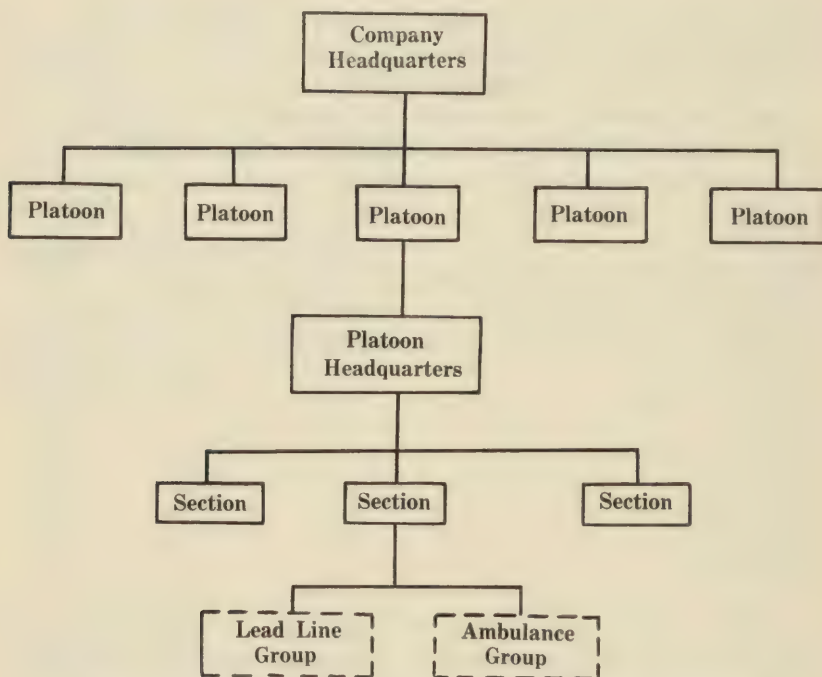 Company
Headquarters
Platoon
Platoon
Platoon
Platoon
Platoon
Platoon
Headquarters
Section
Section
Section
Lead Line
Group
Ambulance
Group